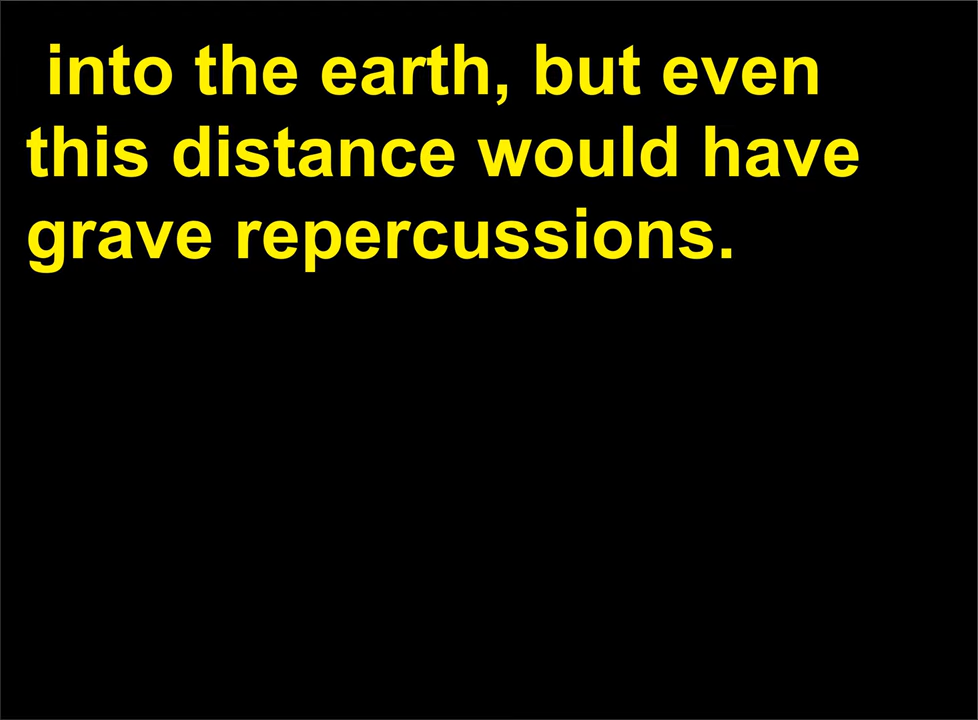 into the earth, but even
this distance would have
grave repercussions.